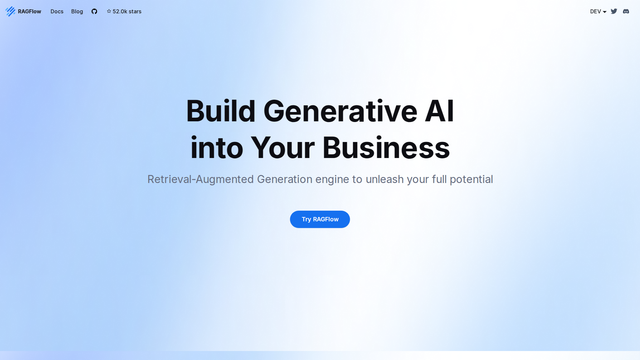 RAGFlow Docs Blog ☆ 52.0k stars DEV
Build Generative AI
into Your Business
Retrieval-Augmented Generation engine to unleash your full potential
Try RAGFlow